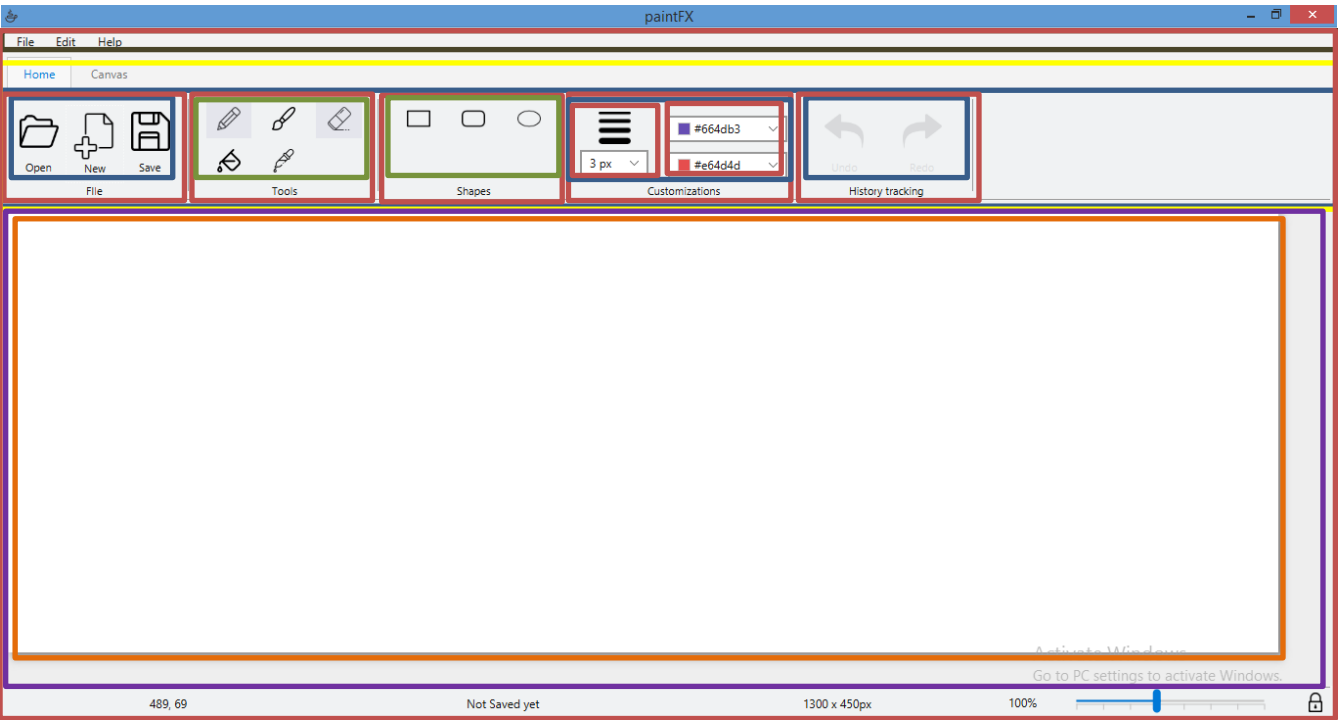 paintFX
File Edit Help
Home Canvas
Open New Save
3 px
#664db3
#e64d4d
Undo Redo
FIle Tools Shapes Customizations History tracking
Activate Windows
Go to PC settings to activate Windows.
489, 69 Not Saved yet 1300 x 450px 100%